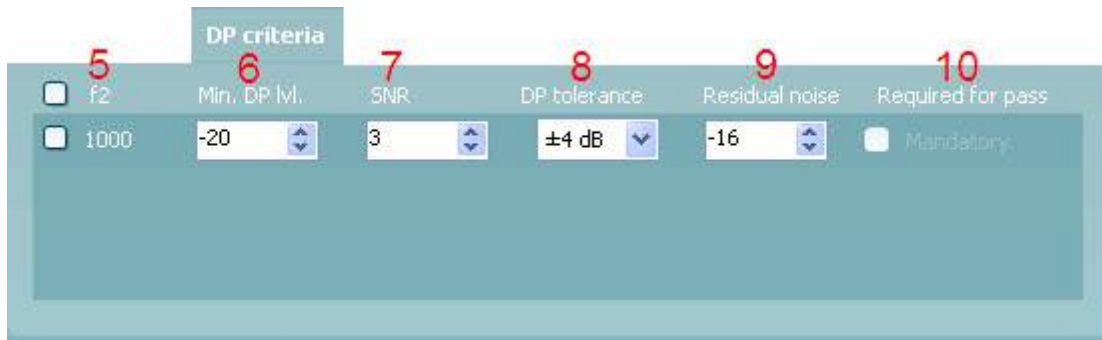 DP criteria
5 6 7 8 9 10
f2 Min. DP lvl. SNR DP tolerance Residual noise Required for pass
1000 -20 3 ±4 dB -16 Mandatory